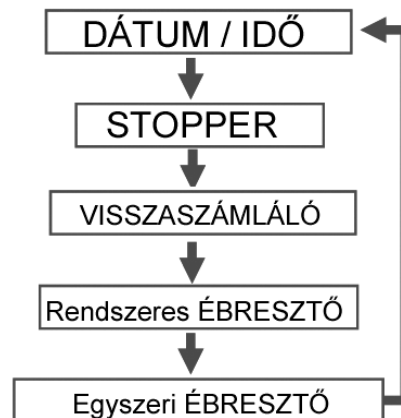 DÁTUM / IDŐ
STOPPER
VISSZASZÁMLÁLÓ
Rendszeres ÉBRESZTŐ
Egyszeri ÉBRESZTŐ